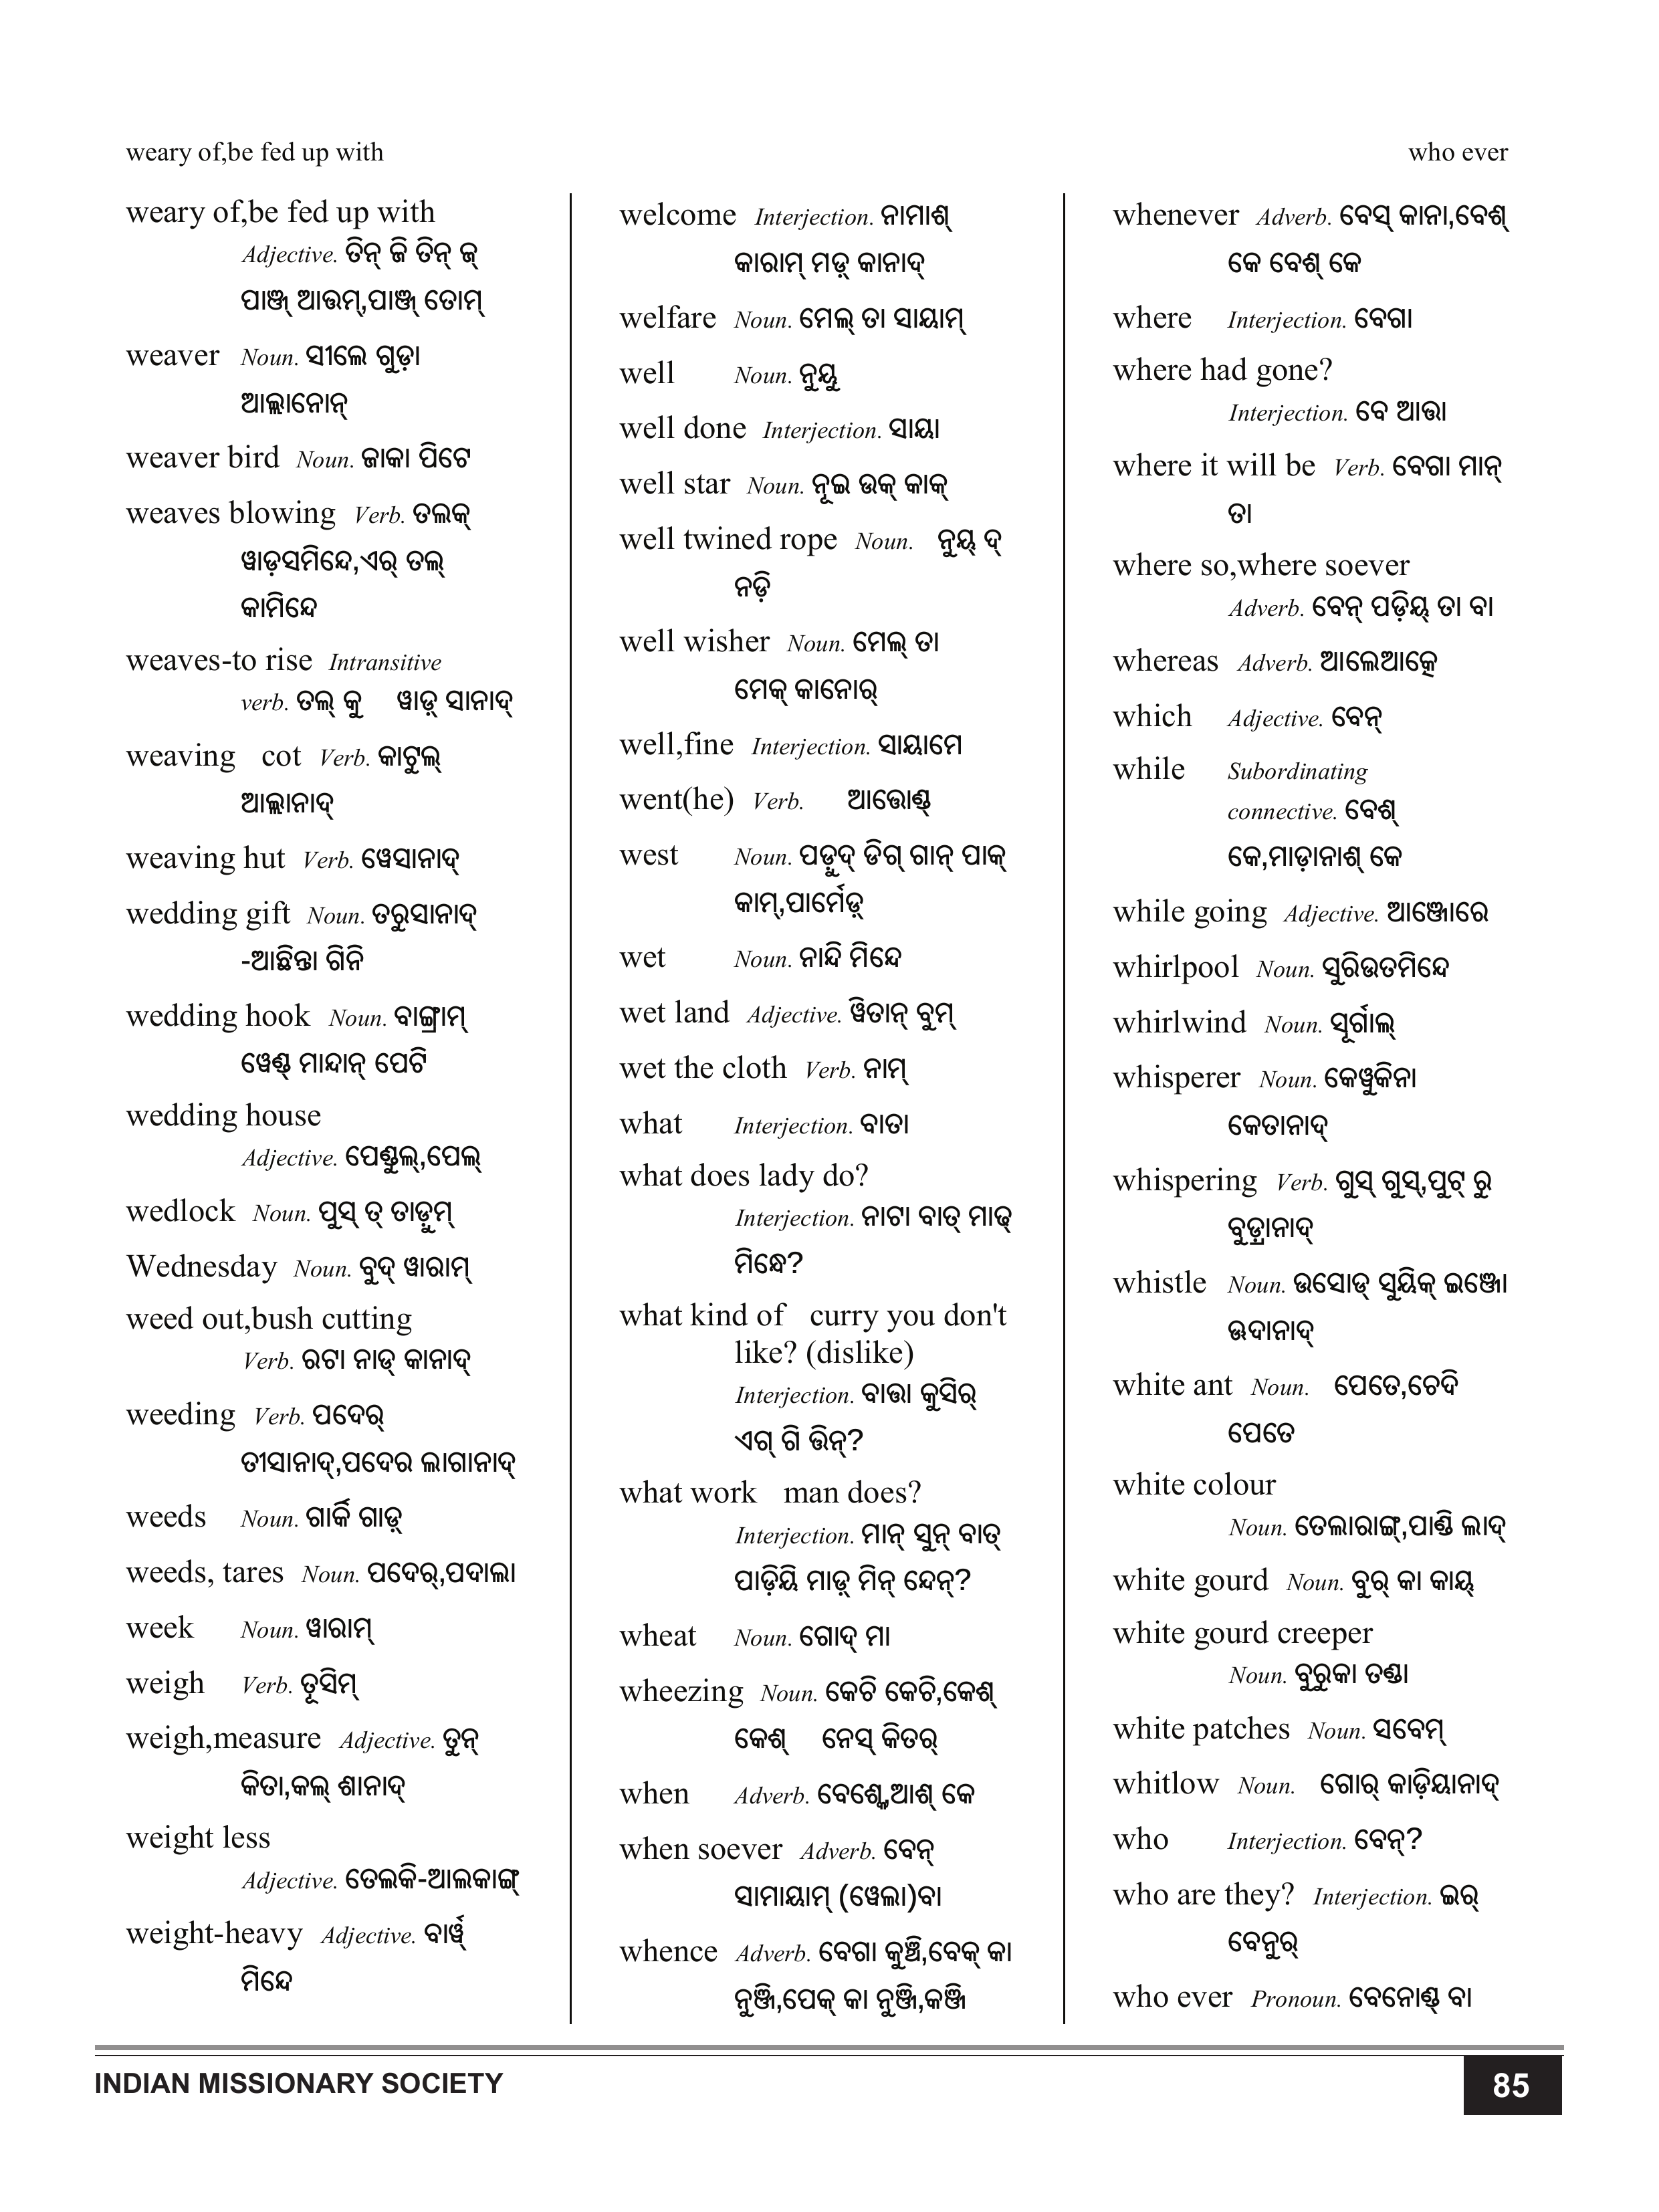 weary of,be fed up with
who ever
weary of,be fed up with
Adjective. ତିନ୍ ଜି ତିନ୍ ଜ୍
ପାଞ୍ଜ୍ ଆଉମ୍,ପାଞ୍ଜ୍ ତୋମ୍
weaver Noun. ସୀଲେ ଗୁଡ଼ା
ଆଲ୍ଲାନୋନ୍
weaver bird Noun. ଜାକା ପିଟେ
weaves blowing Verb. ତଲକ୍
ୱାଡ଼ସମିନ୍ଦେ,ଏର୍ ତଲ୍
କାମିନ୍ଦେ
weaves-to rise Intransitive
verb. ତଲ୍ କୁ ୱାଡ଼୍ ସାନାଦ୍
weaving cot Verb. କାଟୁଲ୍
ଆଲ୍ଲାନାଦ୍
weaving hut Verb. ୱେସାନାଦ୍
wedding gift Noun. ତରୁସାନାଦ୍
-ଆଛିନ୍ତା ଗିନି
wedding hook Noun. ବାଙ୍ଗ୍ରାମ୍
ୱେଣ୍ଡ୍ ମାନ୍ଦାନ୍ ପେଟି
wedding house
Adjective. ପେଣ୍ଡୁଲ୍,ପେଲ୍
wedlock Noun. ପୁସ୍ ତ୍ ତାଡ଼ୁମ୍
Wednesday Noun. ବୁଦ୍ ୱାରାମ୍
weed out,bush cutting
Verb. ରଟା ନାଡ୍ କାନାଦ୍
weeding Verb. ପଦେର୍
ତୀସାନାଦ୍,ପଦେର ଲାଗାନାଦ୍
weeds Noun. ଗାର୍କି ଗାଡ଼୍
weeds, tares Noun. ପଦେର୍,ପଦାଲା
week Noun. ୱାରାମ୍
weigh Verb. ତୂସିମ୍
weigh,measure Adjective. ତୁନ୍
କିତା,କଲ୍ ଶାନାଦ୍
weight less
Adjective. ତେଲକି-ଆଲକାଙ୍ଗ୍
weight-heavy Adjective. ବାର୍ୱ୍
ମିନ୍ଦେ
welcome Interjection. ନାମାଶ୍
କାରାମ୍ ମଡ଼୍ କାନାଦ୍
welfare Noun. ମେଲ୍ ତା ସାୟାମ୍
well Noun. ନୁୟୁ
well done Interjection. ସାୟା
well star Noun. ନୂଇ ଉକ୍ କାକ୍
well twined rope Noun. ନୁୟ୍ ଦ୍
ନଡ଼ି
well wisher Noun. ମେଲ୍ ତା
ମେକ୍ କାନୋର୍
well,fine Interjection. ସାୟାମେ
went(he) Verb. ଆତ୍ତୋଣ୍ଡ୍
west Noun. ପଡ଼ୁଦ୍ ଡିଗ୍ ଗାନ୍ ପାକ୍
କାମ୍,ପାର୍ମେଡ଼୍
wet Noun. ନାନ୍ଦି ମିନ୍ଦେ
wet land Adjective. ୱିତାନ୍ ବୁମ୍
wet the cloth Verb. ନାମ୍
what Interjection. ବାତା
what does lady do?
Interjection. ନାଟା ବାତ୍ ମାଢ୍
ମିନ୍ଧେ?
what kind of curry you don't
like? (dislike)
Interjection. ବାତ୍ତା କୁସିର୍
ଏଗ୍ ଗି ତ୍ତିନ୍?
what work man does?
Interjection. ମାନ୍ ସୁନ୍ ବାତ୍
ପାଡ଼ିୟି ମାଡ଼୍ ମିନ୍ ନ୍ଦେନ୍?
wheat Noun. ଗୋଦ୍ ମା
wheezing Noun. କେଚି କେଚି,କେଶ୍
କେଶ୍ ନେସ୍ କିତର୍
when Adverb. ବେଶ୍କେ,ଆଶ୍ କେ
when soever Adverb. ବେନ୍
ସାମାୟାମ୍ (ୱେଲା)ବା
whence Adverb. ବେଗା କୁଞ୍ଚି,ବେକ୍ କା
ନୁଞ୍ଜି,ପେକ୍ କା ନୁଞ୍ଜି,କଞ୍ଜି
whenever Adverb. ବେସ୍ କାନା,ବେଶ୍
କେ ବେଶ୍ କେ
where Interjection. ବେଗା
where had gone?
Interjection. ବେ ଆତ୍ତା
where it will be Verb. ବେଗା ମାନ୍
ତା
where so,where soever
Adverb. ବେନ୍ ପଡ଼ିୟ୍ ତା ବା
whereas Adverb. ଆଲେଆତ୍କେ
which Adjective. ବେନ୍
while Subordinating
connective. ବେଶ୍
କେ,ମାଡ଼ାନାଶ୍ କେ
while going Adjective. ଆଞ୍ଜୋରେ
whirlpool Noun. ସୁରିଉତମିନ୍ଦେ
whirlwind Noun. ସୂର୍ଗାଲ୍
whisperer Noun. କେୱୁକିନା
କେତାନାଦ୍
whispering Verb. ଗୁସ୍ ଗୁସ୍,ପୁଟ୍ ରୁ
ବୁଡ଼୍ରାନାଦ୍
whistle Noun. ଉସୋଡ୍ ସୁୟିକ୍ ଇଞ୍ଜୋ
ଊଦାନାଦ୍
white ant Noun. ପେତେ,ଚେଦି
ପେତେ
white colour
Noun. ତେଲାରାଙ୍ଗ୍,ପାଣ୍ଡି ଲାଦ୍
white gourd Noun. ବୁର୍ କା କାୟ୍
white gourd creeper
Noun. ବୁରୁକା ତଣ୍ଡା
white patches Noun. ସବେମ୍
whitlow Noun. ଗୋର୍ କାଡ଼ିୟାନାଦ୍
who Interjection. ବେନ୍?
who are they? Interjection. ଇର୍
ବେନୁର୍
who ever Pronoun. ବେନୋଣ୍ଡ୍ ବା
INDIAN MISSIONARY SOCIETY
85